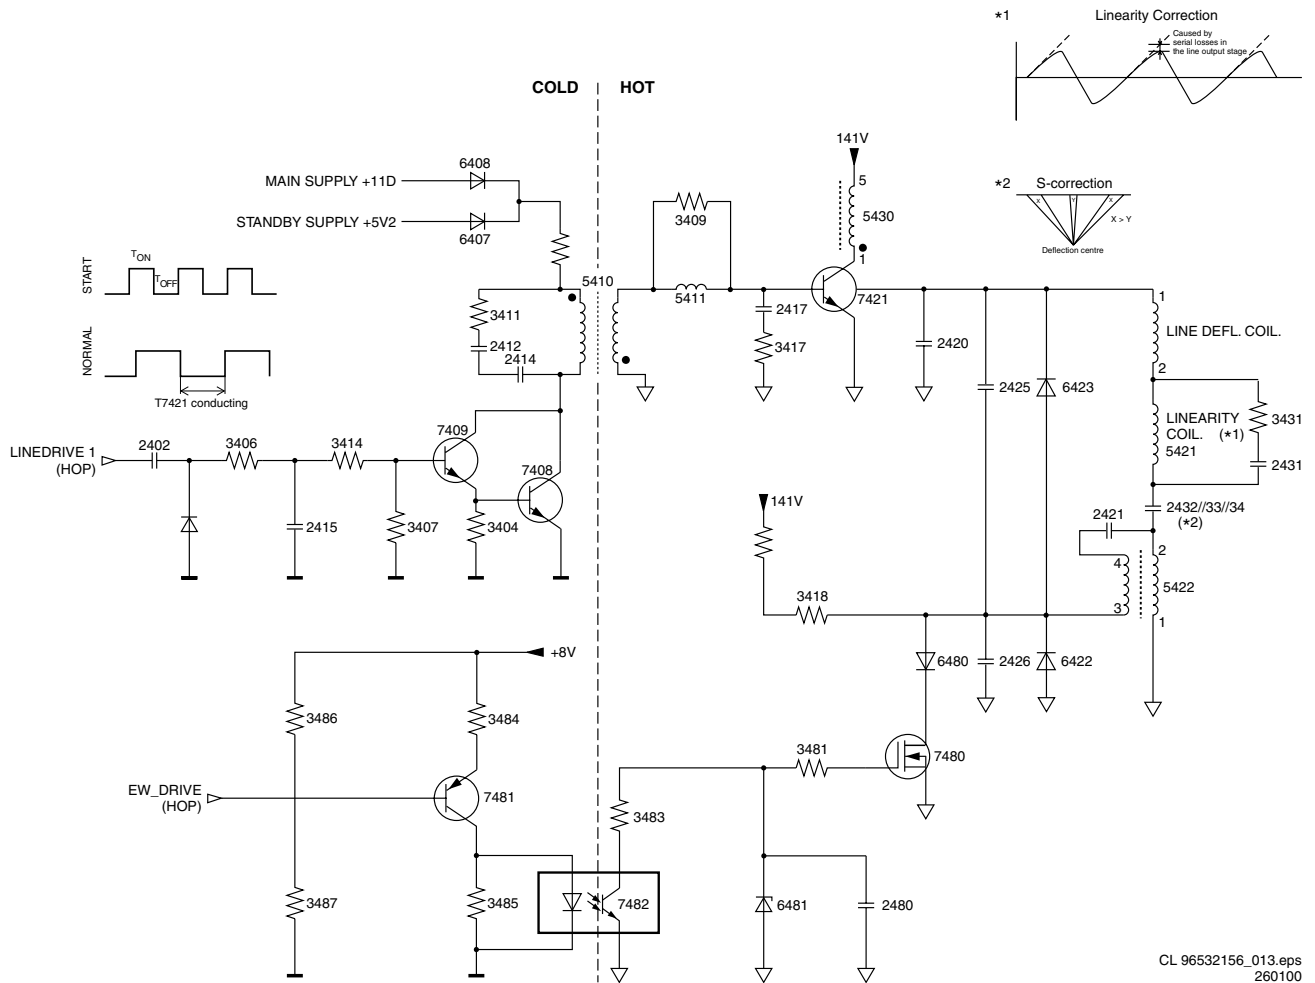 *1 Linearity Correction
Caused by
serial losses in
the line output stage
COLD
HOT
141V
6408
MAIN SUPPLY +11D
5
*2 S-correction
X
Y
X
X > Y
Deflection centre
STANDBY SUPPLY +5V2
6407
3409
5430
1
START
TON
TOFF
5410
5411
7421
1
3411
2417
LINE DEFL. COIL.
NORMAL
2412
2414
3417
2420
2
2425
6423
T7421 conducting
LINEARITY
COIL. (*1)
5421
3431
LINEDRIVE 1
(HOP)
2402
3406
3414
7409
7408
2431
141V
2432//33//34
(*2)
2421
2415
3407
3404
2
4
5422
3418
3
1
+8V
6480
2426
6422
3486
3484
3481
7480
EW_DRIVE
(HOP)
7481
3483
3487
3485
7482
6481
2480
CL 96532156_013.eps
260100